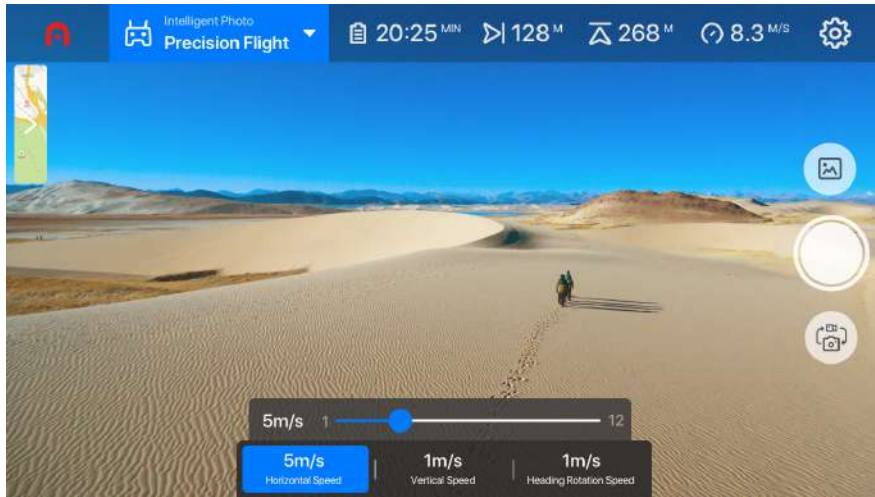 Intelligent Photo
Precision Flight
20:25 MIN
128 M
268 M
8.3 M/S
5m/s 1 12
5m/s
Horizontal Speed
1m/s
Vertical Speed
1m/s
Heading Rotation Speed